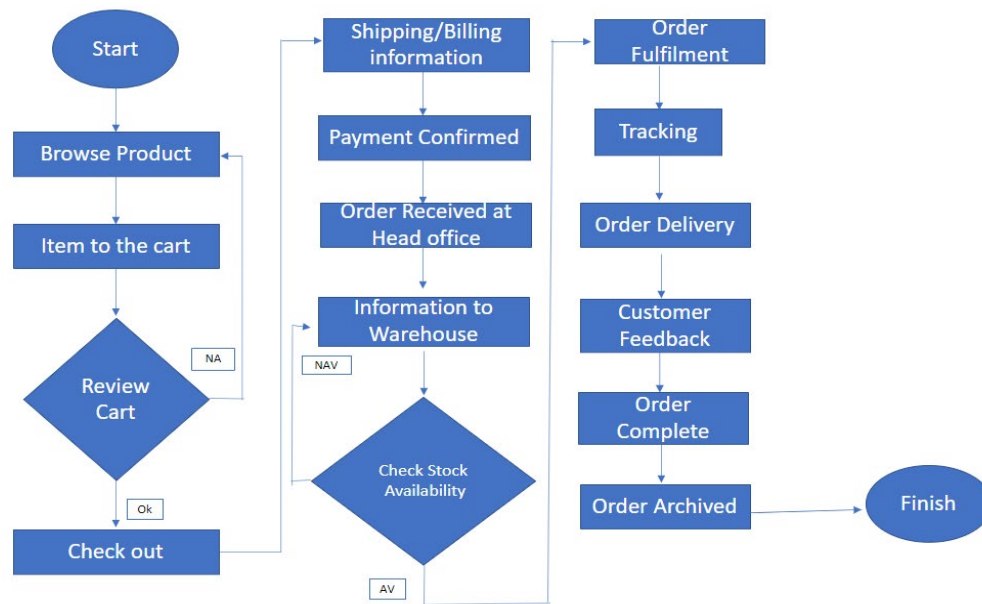 Start
Browse Product
Item to the cart
NA
Review
Cart
Ok
Check out
Shipping/Billing
information
Payment Confirmed
Order Received at
Head office
Information to
Warehouse
NAV
Check Stock
Availability
AV
Order
Fulfilment
Tracking
Order Delivery
Customer
Feedback
Order
Complete
Order Archived
Finish